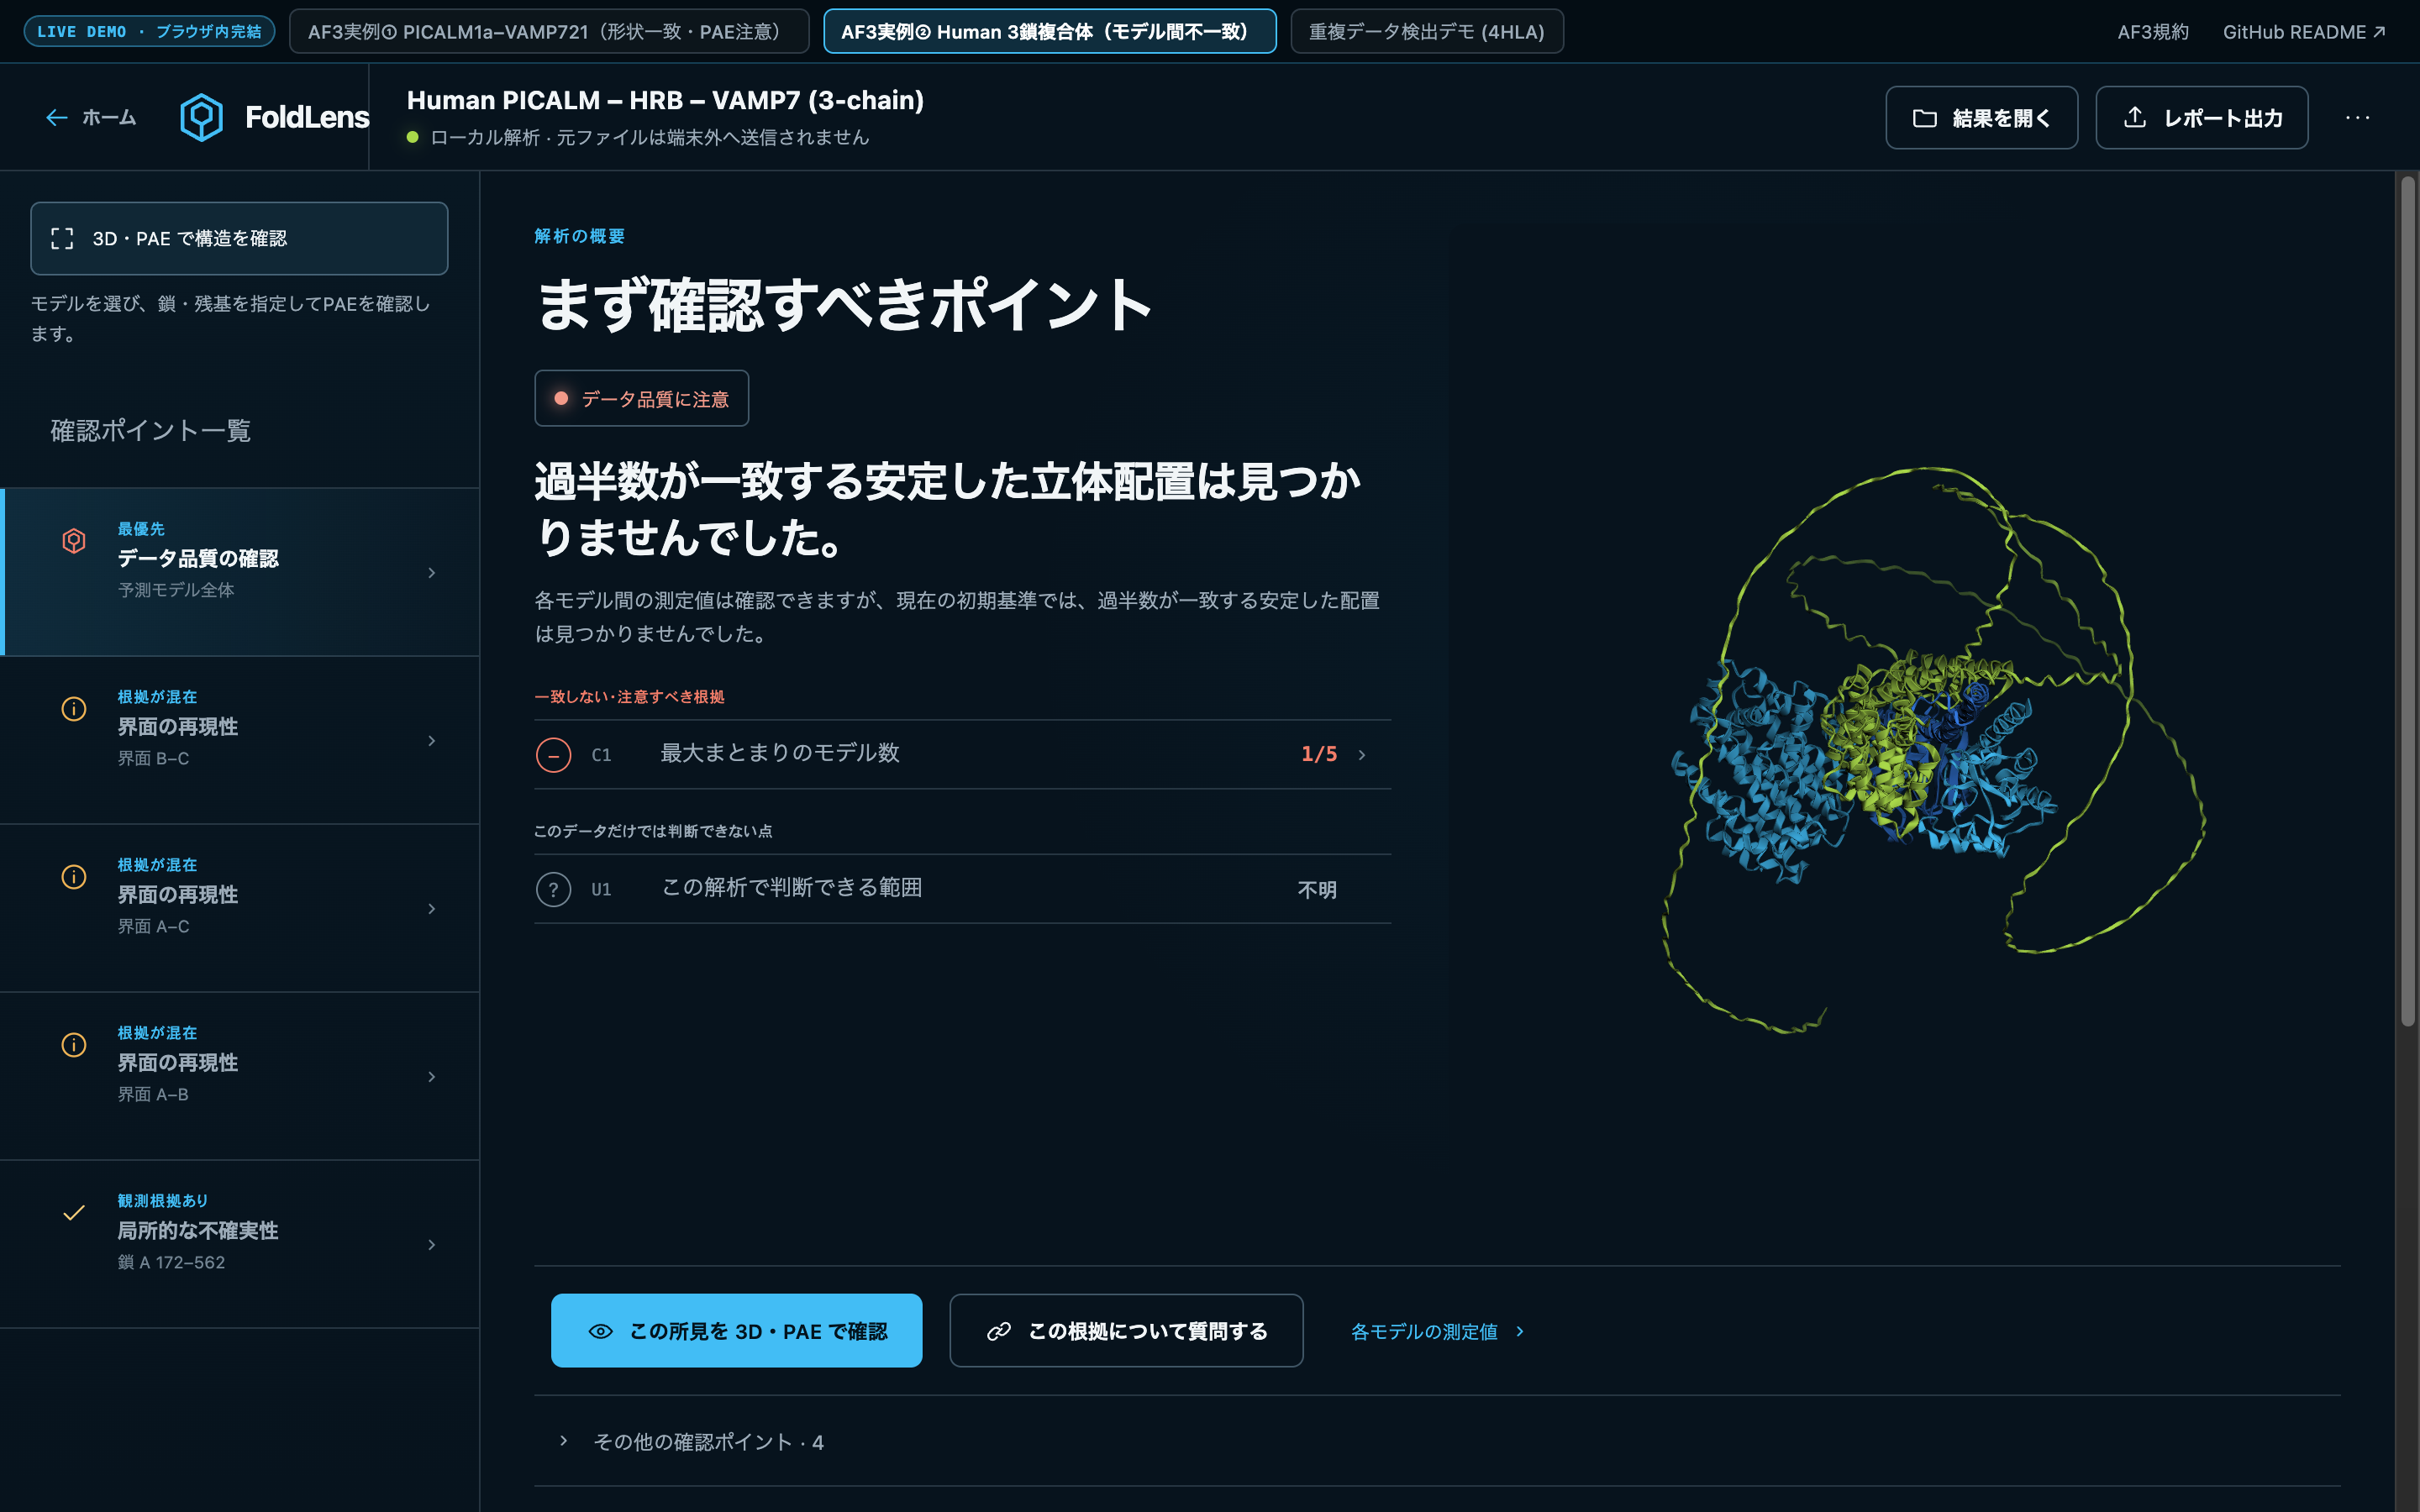 LIVE DEMO · ブラウザ内完結
AF3実例① PICALM1a–VAMP721（形状一致・PAE注意）
AF3実例② Human 3鎖複合体（モデル間不一致）
重複データ検出デモ (4HLA)
AF3規約
GitHub README ↗
← ホーム
FoldLens
Human PICALM – HRB – VAMP7 (3-chain)
ローカル解析 · 元ファイルは端末外へ送信されません
結果を開く
レポート出力
···
3D・PAE で構造を確認
モデルを選び、鎖・残基を指定してPAEを確認し
ます。
確認ポイント一覧
最優先
データ品質の確認
予測モデル全体
根拠が混在
界面の再現性
界面 B–C
根拠が混在
界面の再現性
界面 A–C
根拠が混在
界面の再現性
界面 A–B
観測根拠あり
局所的な不確実性
鎖 A 172–562
解析の概要
まず確認すべきポイント
データ品質に注意
過半数が一致する安定した立体配置は見つか
りませんでした。
各モデル間の測定値は確認できますが、現在の初期基準では、過半数が一致する安定した配置
は見つかりませんでした。
一致しない·注意すべき根拠
− C1 最大まとまりのモデル数 1/5
このデータだけでは判断できない点
? U1 この解析で判断できる範囲 不明
この所見を 3D・PAE で確認
この根拠について質問する
各モデルの測定値
その他の確認ポイント · 4